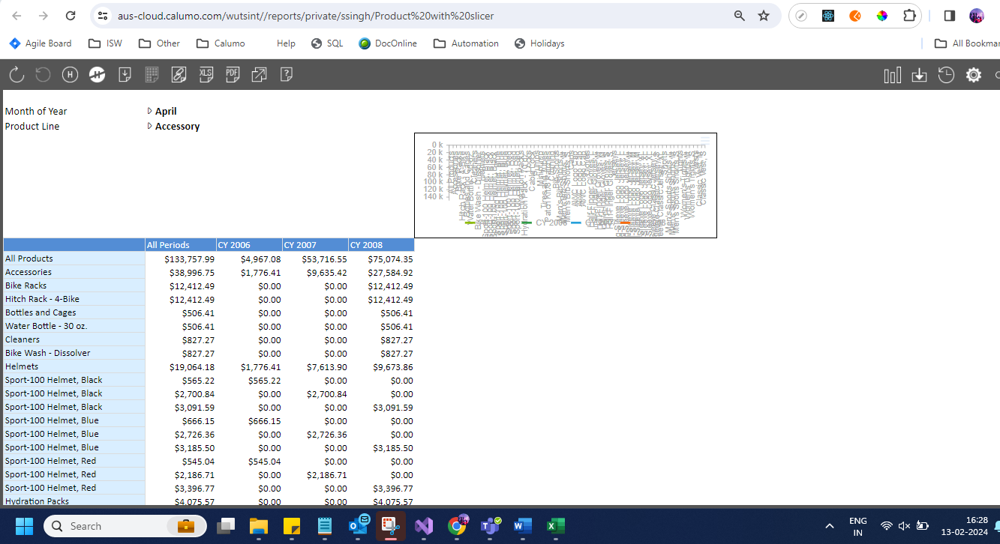 aus-cloud.calumo.com/wutsint//reports/private/ssingh/Product%20with%20slicer
Agile Board ISW Other Calumo Help SQL DocOnline Automation Holidays All Bookmar
H XLS PDF ?
Month of Year April
Product Line Accessory
0 k
20 k
40 k
60 k
80 k
100 k
120 k
140 k
All Periods CY 2006 CY 2007 CY 2008
All Products $133,757.99 $4,967.08 $53,716.55 $75,074.35
Accessories $38,996.75 $1,776.41 $9,635.42 $27,584.92
Bike Racks $12,412.49 $0.00 $0.00 $12,412.49
Hitch Rack - 4-Bike $12,412.49 $0.00 $0.00 $12,412.49
Bottles and Cages $506.41 $0.00 $0.00 $506.41
Water Bottle - 30 oz. $506.41 $0.00 $0.00 $506.41
Cleaners $827.27 $0.00 $0.00 $827.27
Bike Wash - Dissolver $827.27 $0.00 $0.00 $827.27
Helmets $19,064.18 $1,776.41 $7,613.90 $9,673.86
Sport-100 Helmet, Black $565.22 $565.22 $0.00 $0.00
Sport-100 Helmet, Black $2,700.84 $0.00 $2,700.84 $0.00
Sport-100 Helmet, Black $3,091.59 $0.00 $0.00 $3,091.59
Sport-100 Helmet, Blue $666.15 $666.15 $0.00 $0.00
Sport-100 Helmet, Blue $2,726.36 $0.00 $2,726.36 $0.00
Sport-100 Helmet, Blue $3,185.50 $0.00 $0.00 $3,185.50
Sport-100 Helmet, Red $545.04 $545.04 $0.00 $0.00
Sport-100 Helmet, Red $2,186.71 $0.00 $2,186.71 $0.00
Sport-100 Helmet, Red $3,396.77 $0.00 $0.00 $3,396.77
Hydration Packs $4,075.57 $0.00 $0.00 $4,075.57
Search
ENG
IN
16:28
13-02-2024